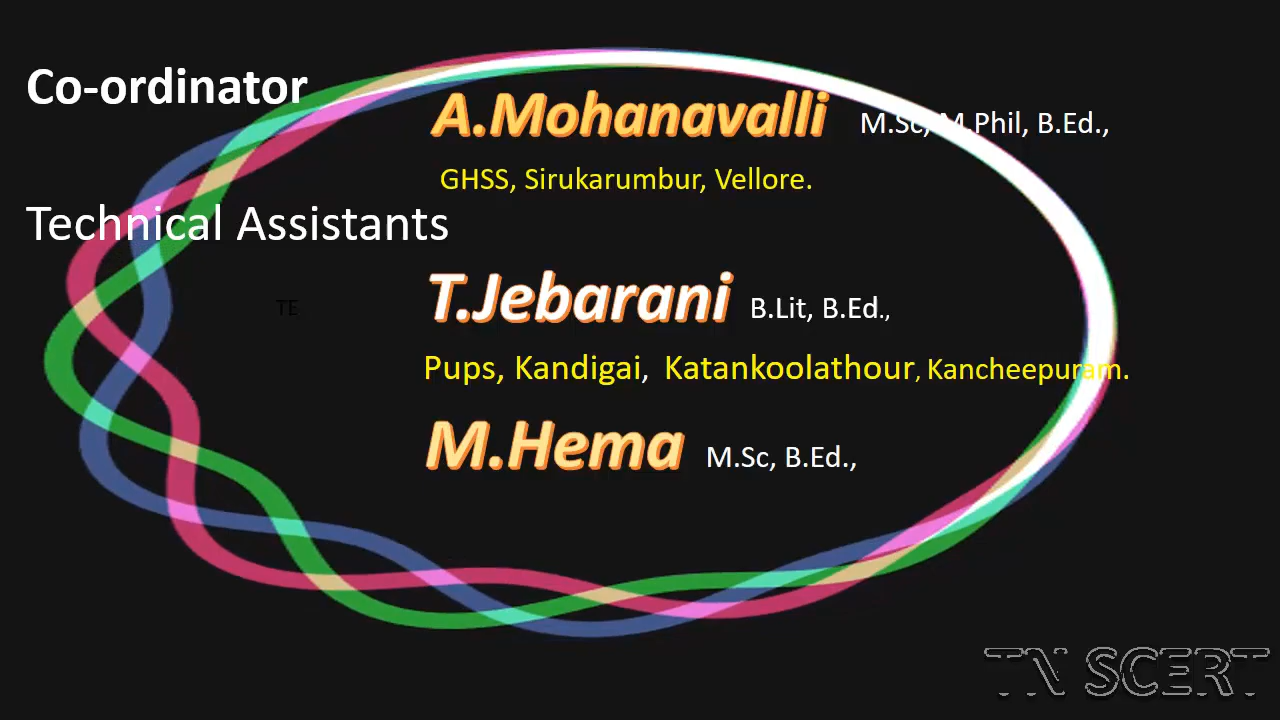 Co-ordinator
A.Mohanavalli M.Sc, M.Phil, B.Ed.,
GHSS, Sirukarumbur, Vellore.
Technical Assistants
T.Jebarani B.Lit, B.Ed.,
TE
Pups, Kandigai, Katankoolathour, Kancheepuram.
M.Hema M.Sc, B.Ed.,
TN SCERT